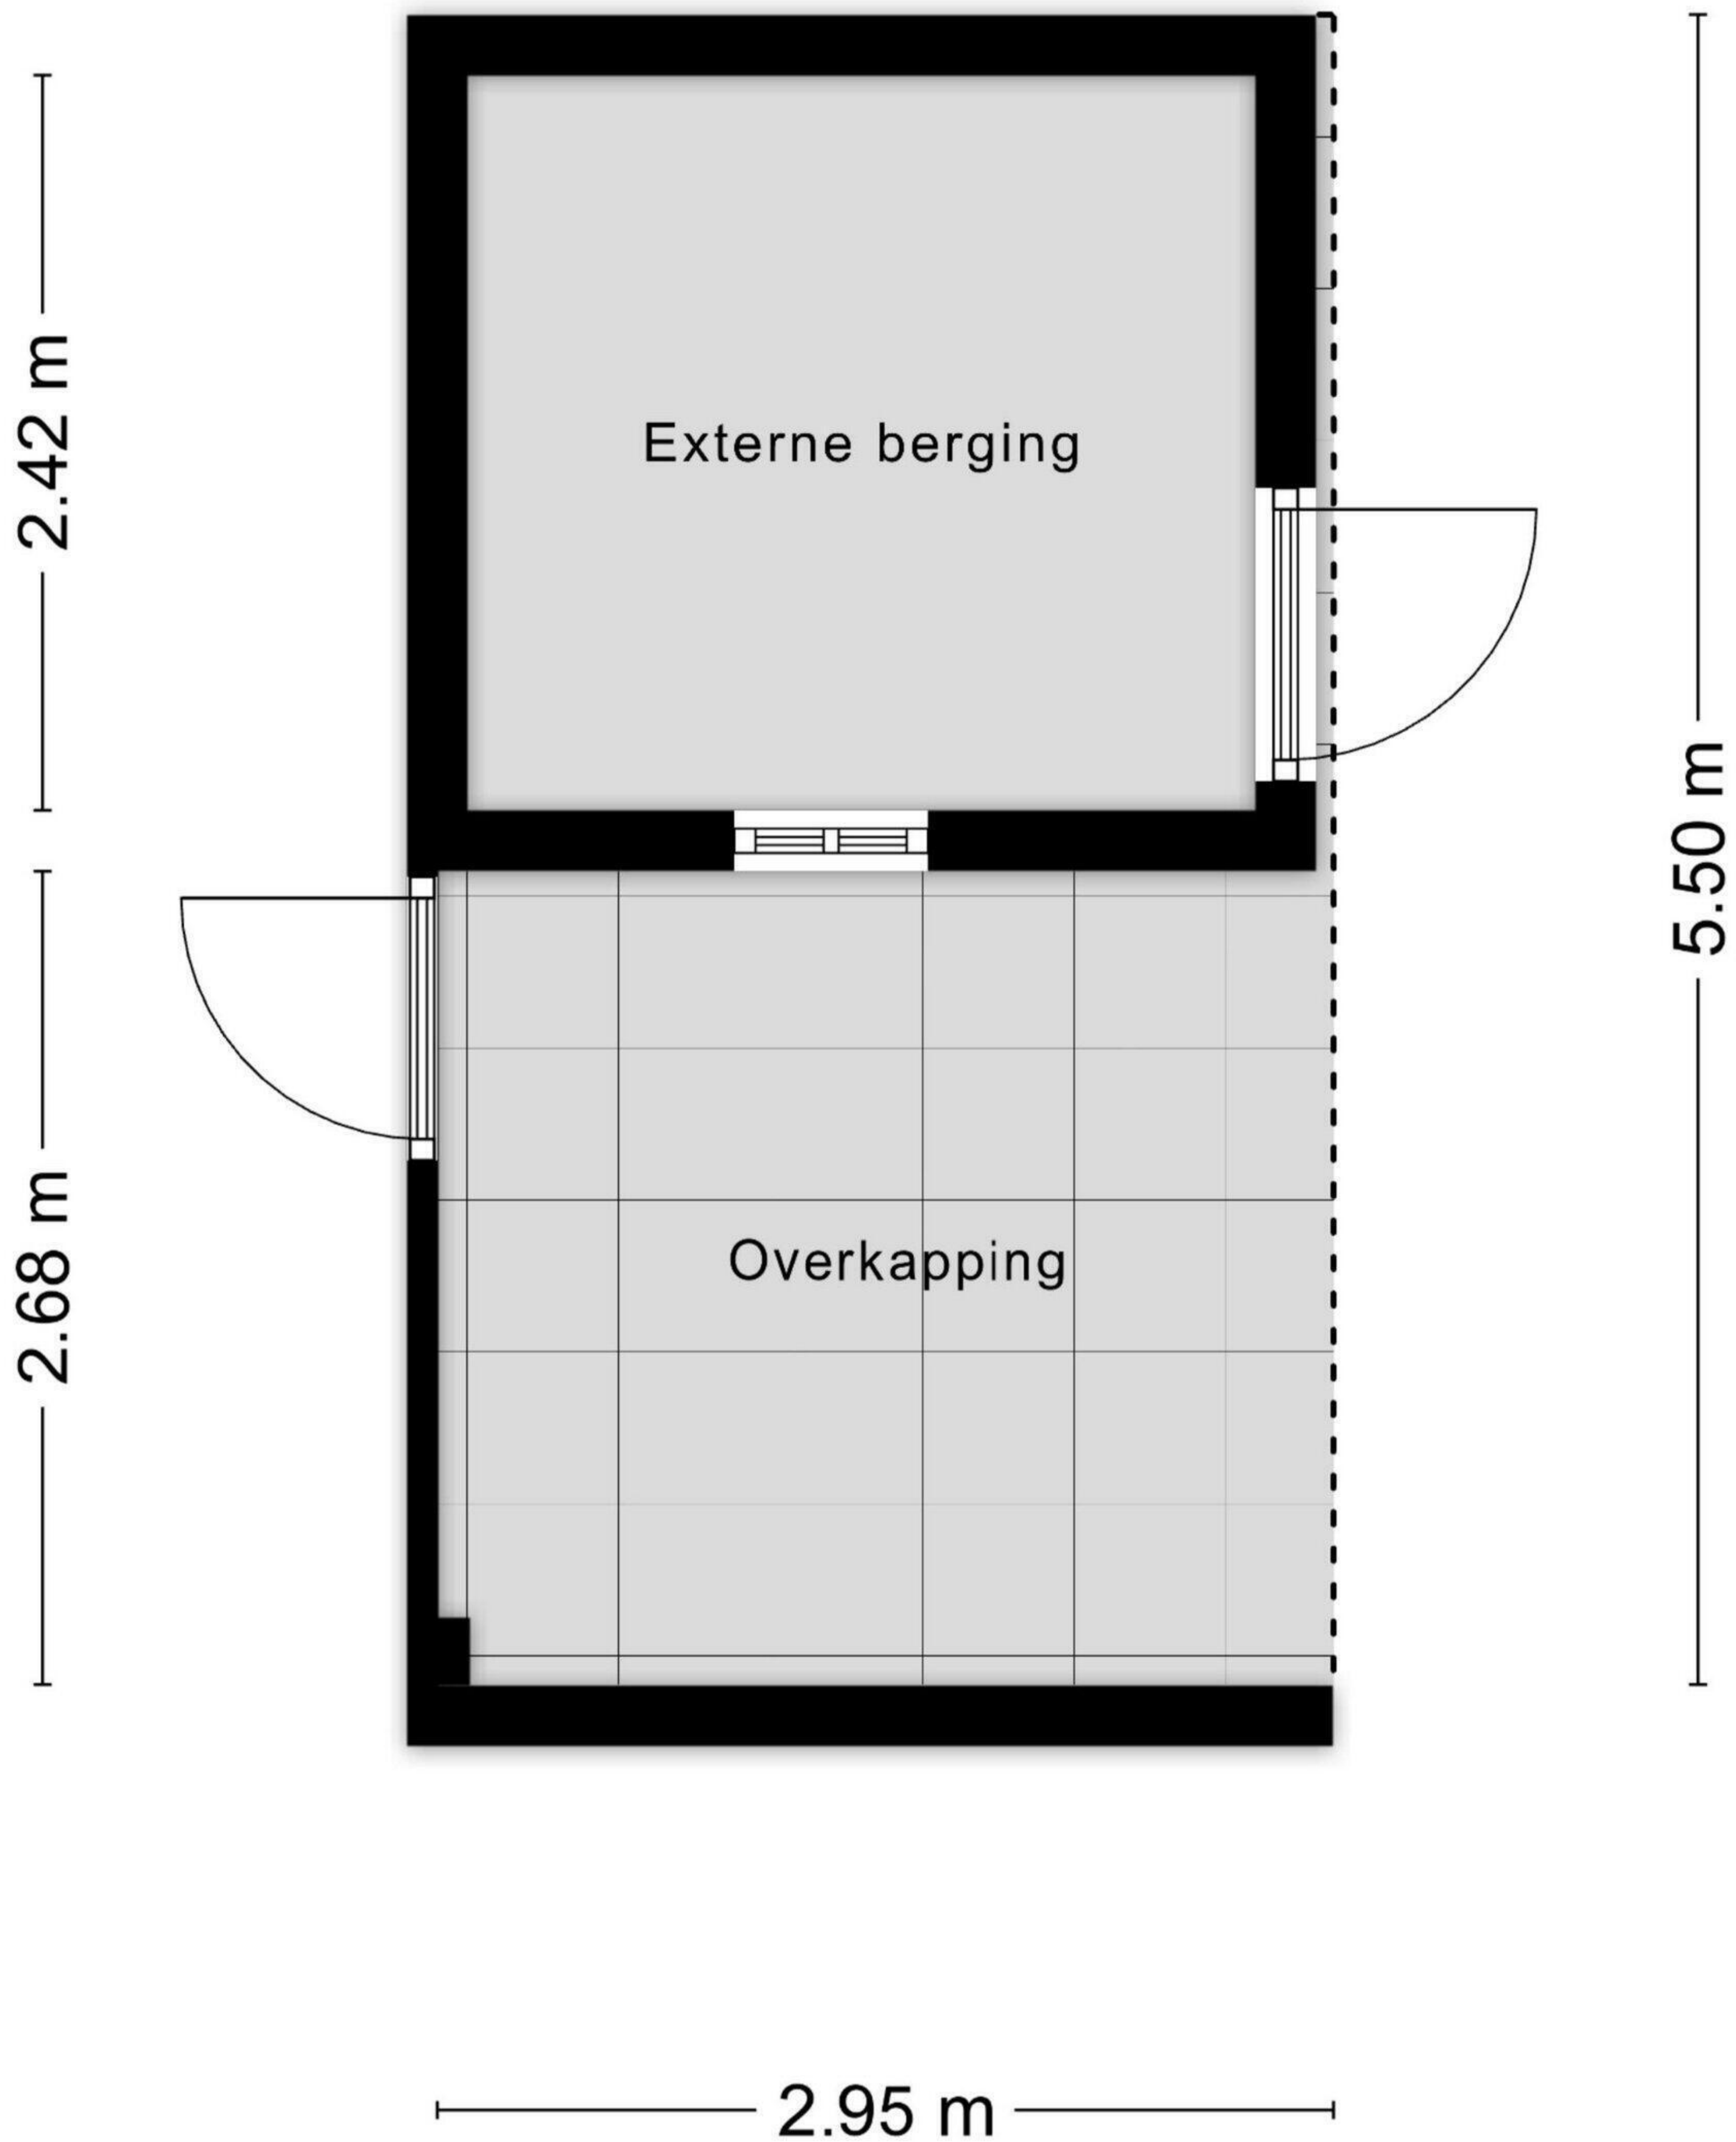 2.42 m
Externe berging
5.50 m
2.68 m
Overkapping
2.95 m